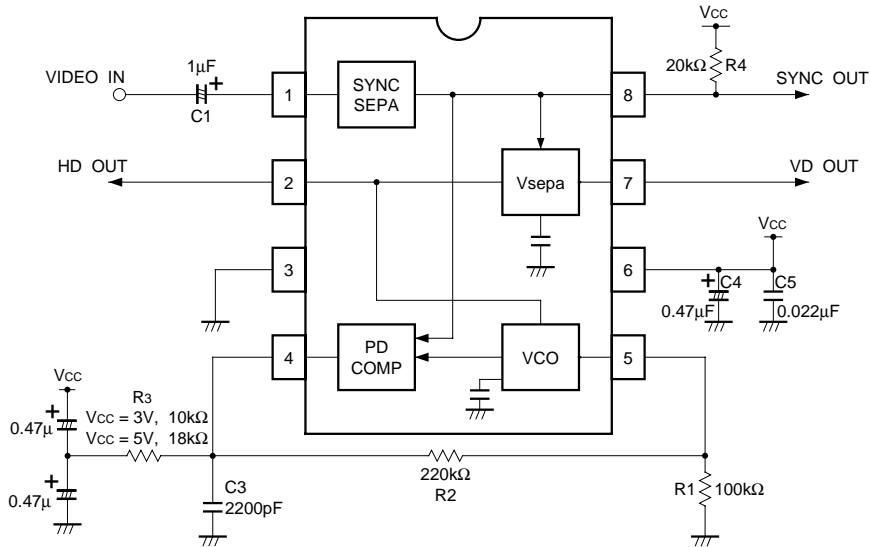 Vcc
1μF
+
VIDEO IN
C1
1
SYNC
SEPA
8
20kΩ R4
SYNC OUT
HD OUT
2
Vsepa
7
VD OUT
Vcc
3
6
+
C4
0.47μF
C5
0.022μF
4
PD
COMP
VCO
5
Vcc
R3
Vcc = 3V, 10kΩ
Vcc = 5V, 18kΩ
+
0.47μ
+
0.47μ
C3
2200pF
220kΩ
R2
R1
100kΩ